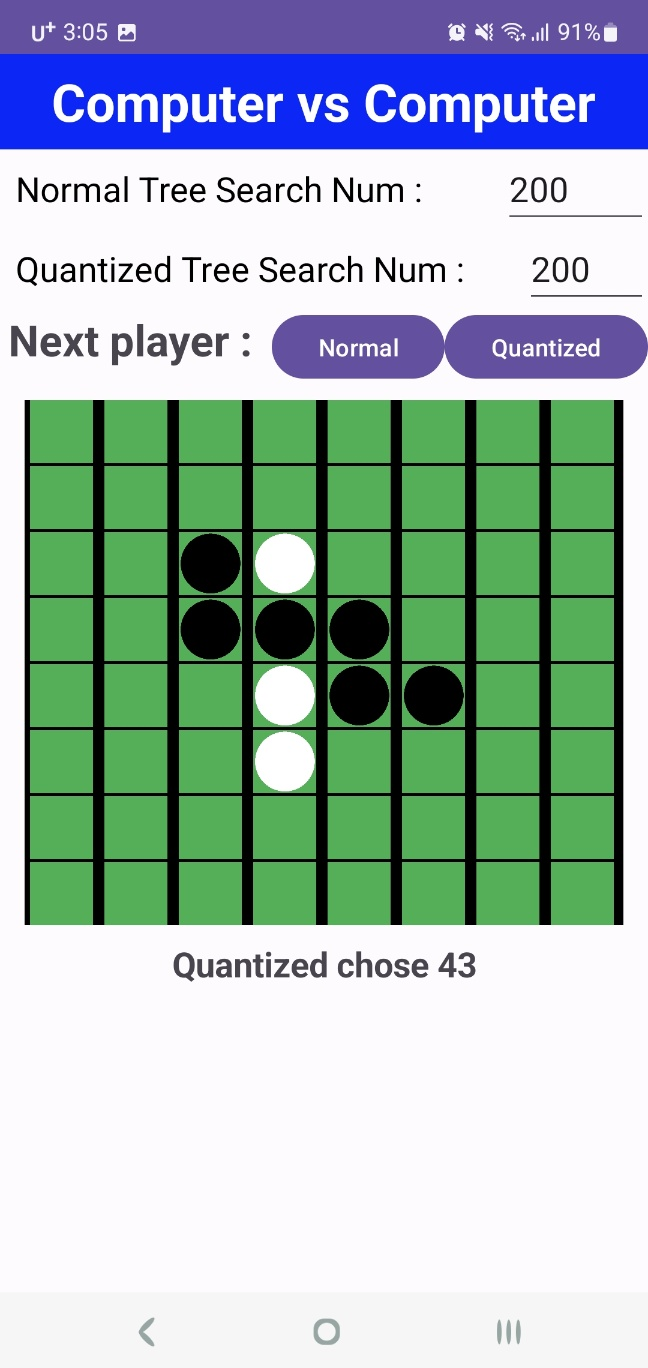 U+ 3:05 91%
Computer vs Computer
Normal Tree Search Num : 200
Quantized Tree Search Num : 200
Next player : Normal Quantized
Quantized chose 43